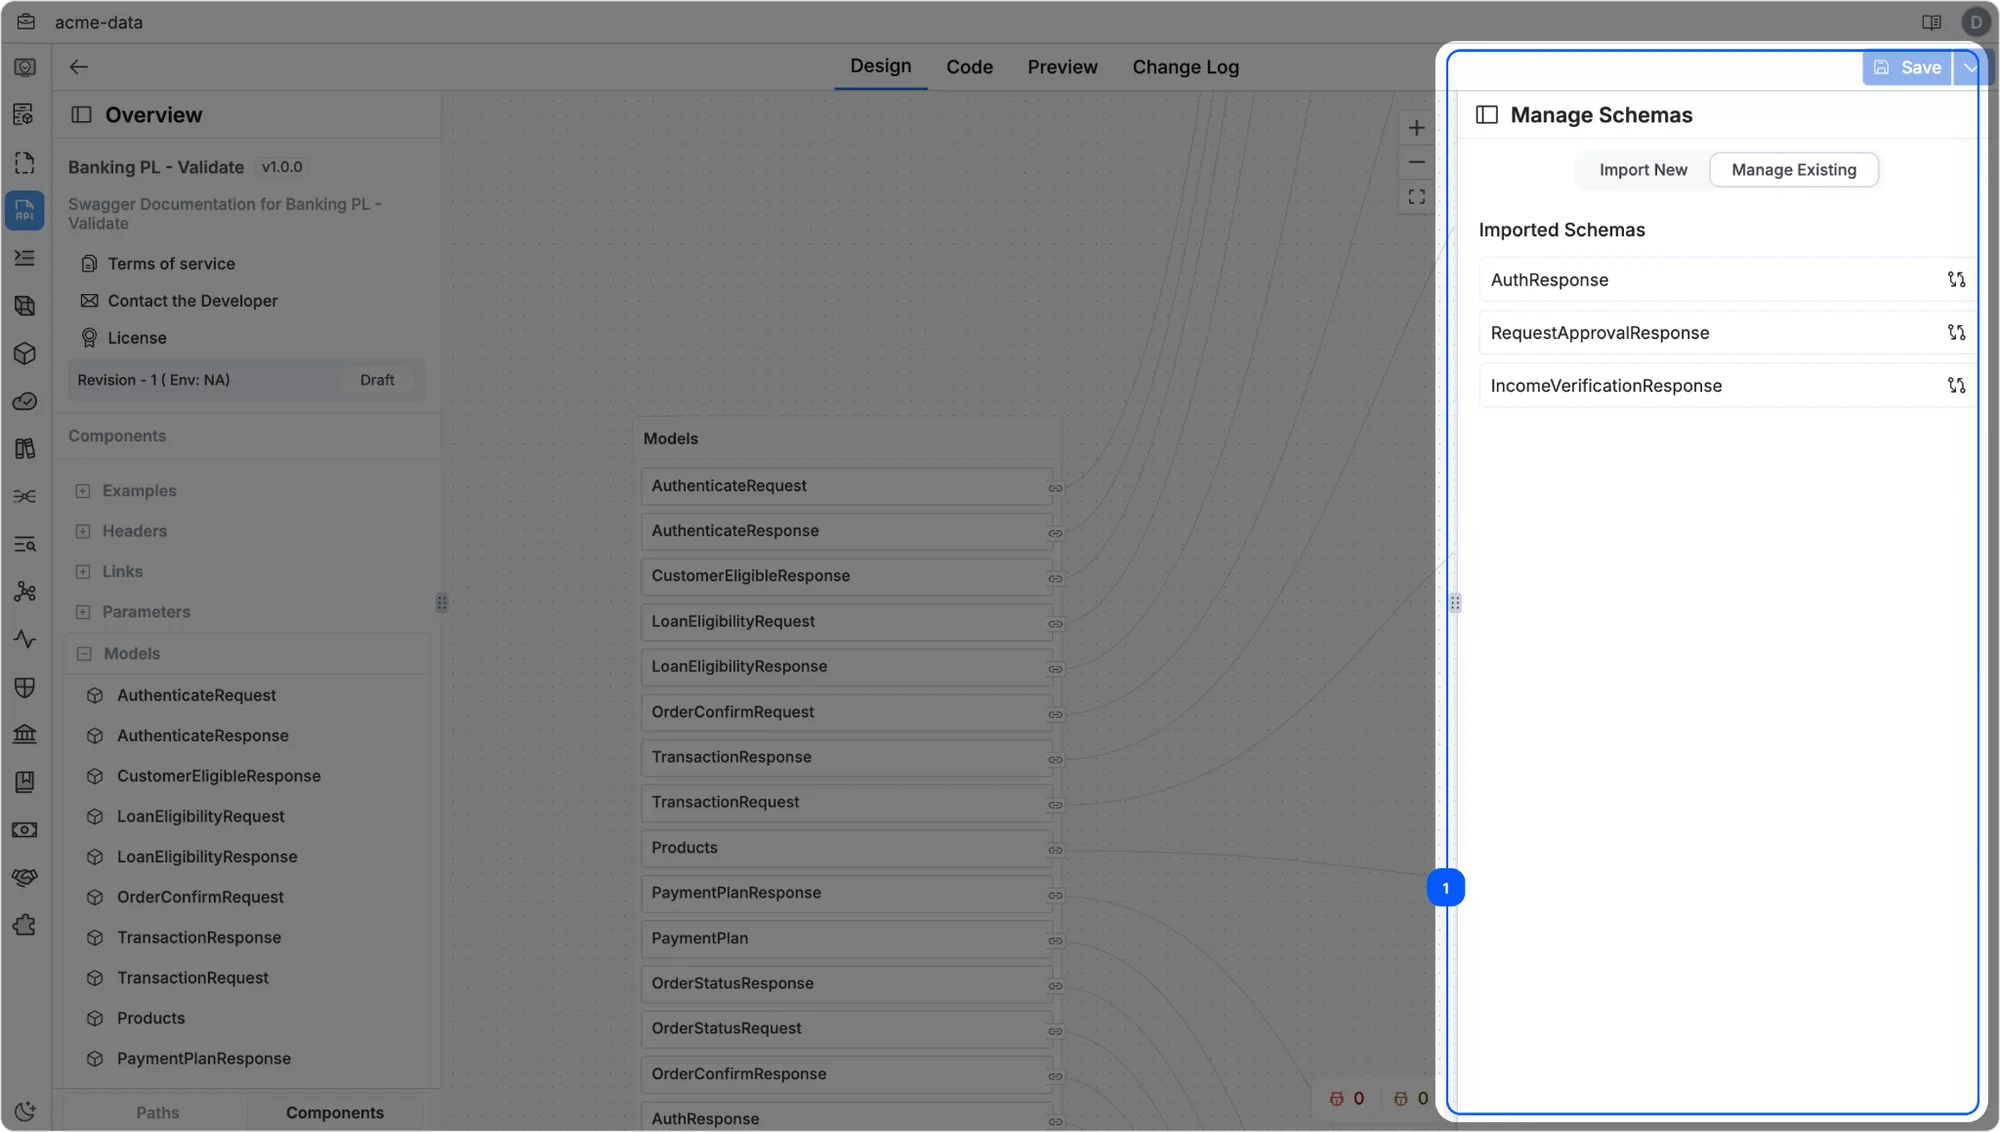 acme-data
D
Design
Code
Preview
Change Log
Save
Overview
Banking PL - Validate v1.0.0
Swagger Documentation for Banking PL -
Validate
Terms of service
Contact the Developer
License
Revision - 1 ( Env: NA) Draft
Components
Examples
Headers
Links
Parameters
Models
AuthenticateRequest
AuthenticateResponse
CustomerEligibleResponse
LoanEligibilityRequest
LoanEligibilityResponse
OrderConfirmRequest
TransactionResponse
TransactionRequest
Products
PaymentPlanResponse
Paths
Components
API
Models
AuthenticateRequest
AuthenticateResponse
CustomerEligibleResponse
LoanEligibilityRequest
LoanEligibilityResponse
OrderConfirmRequest
TransactionResponse
TransactionRequest
Products
PaymentPlanResponse
PaymentPlan
OrderStatusResponse
OrderStatusRequest
OrderConfirmResponse
AuthResponse
0
0
Manage Schemas
Import New
Manage Existing
Imported Schemas
AuthResponse
RequestApprovalResponse
IncomeVerificationResponse
1